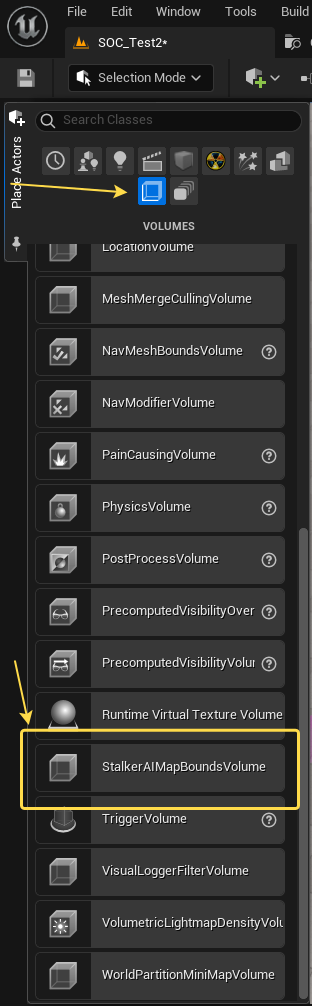 File Edit Window Tools Build
SOC_Test2*
Selection Mode
Place Actors
Search Classes
VOLUMES
LocationVolume
MeshMergeCullingVolume
NavMeshBoundsVolume
NavModifierVolume
PainCausingVolume
PhysicsVolume
PostProcessVolume
PrecomputedVisibilityOver
PrecomputedVisibilityVolu
Runtime Virtual Texture Volume
StalkerAIMapBoundsVolume
TriggerVolume
VisualLoggerFilterVolume
VolumetricLightmapDensityVolu
WorldPartitionMiniMapVolume